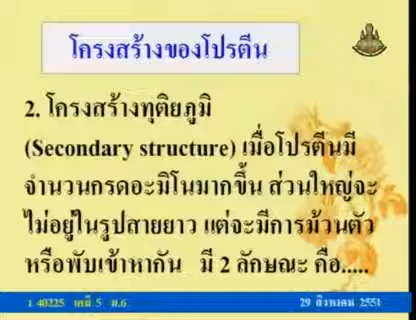 โครงสร้างของโปรตีน
2. โครงสร้างทุติยภูมิ
(Secondary structure) เมื่อโปรตีนมี
จำนวนกรดอะมิโนมากขึ้น ส่วนใหญ่จะ
ไม่อยู่ในรูปสายยาว แต่จะมีการม้วนตัว
หรือพับเข้าหากัน มี 2 ลักษณะ คือ.....
ว 40225 เคมี 5 ม.6. 29 สิงหาคม 2551